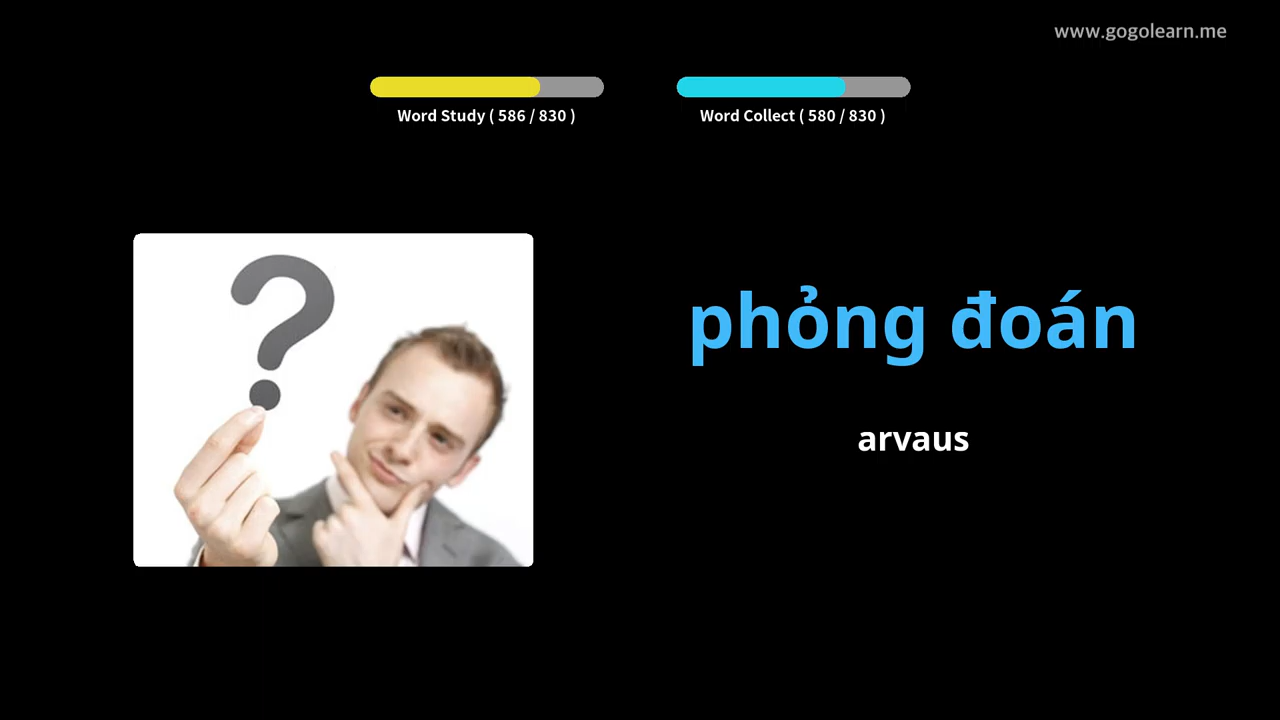 www.gogolearn.me
Word Study ( 586 / 830 )
Word Collect ( 580 / 830 )
phỏng đoán
arvaus